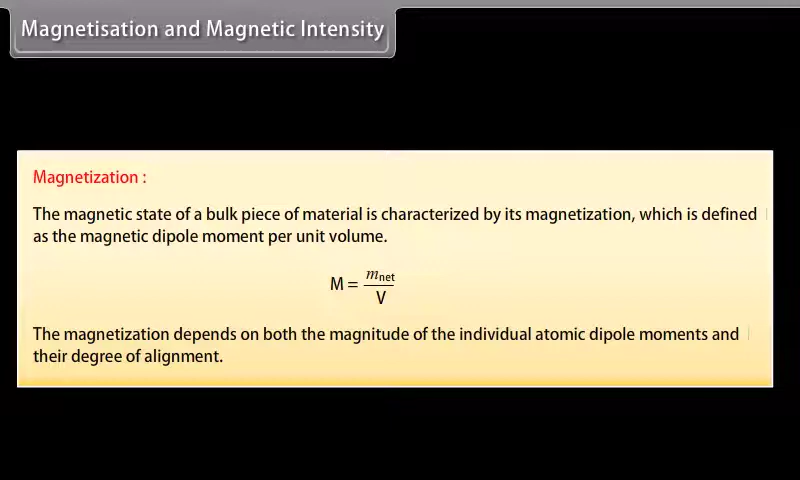 Magnetisation and Magnetic Intensity
Magnetization :
The magnetic state of a bulk piece of material is characterized by its magnetization, which is defined
as the magnetic dipole moment per unit volume.
M = m_net / V
The magnetization depends on both the magnitude of the individual atomic dipole moments and
their degree of alignment.